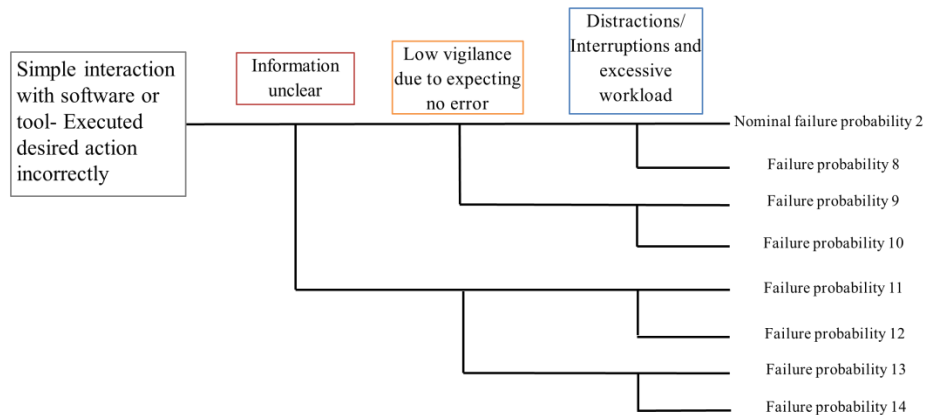 Simple interaction
with software or
tool- Executed
desired action
incorrectly
Information
unclear
Low vigilance
due to expecting
no error
Distractions/
Interruptions and
excessive
workload
Nominal failure probability 2
Failure probability 8
Failure probability 9
Failure probability 10
Failure probability 11
Failure probability 12
Failure probability 13
Failure probability 14